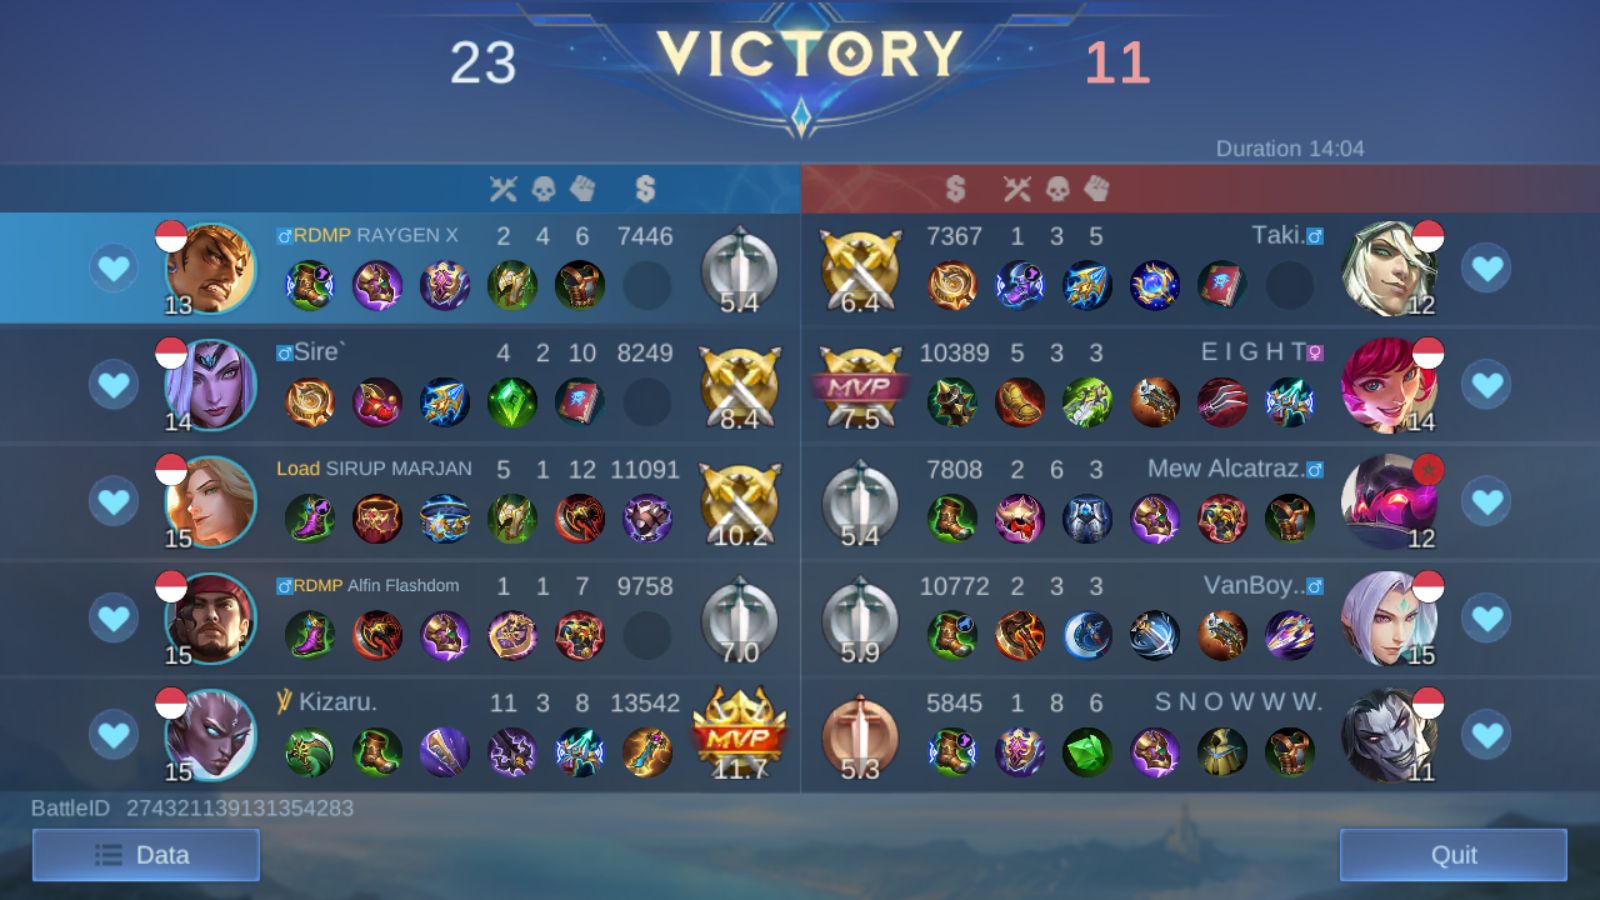 23 VICTORY 11
Duration 14:04
RDMP RAYGEN X 2 4 6 7446
13 5.4
7367 1 3 5 Taki.
6.4 12
Sire` 4 2 10 8249
14 8.4
10389 5 3 3 E I G H T
MVP
7.5 14
Load SIRUP MARJAN 5 1 12 11091
15 10.2
7808 2 6 3 Mew Alcatraz.
5.4 12
RDMP Alfin Flashdom 1 1 7 9758
15 7.0
10772 2 3 3 VanBoy..
5.9 15
Kizaru. 11 3 8 13542
MVP
15 11.7
5845 1 8 6 S N O W W W.
5.3 11
BattleID 274321139131354283
Data
Quit